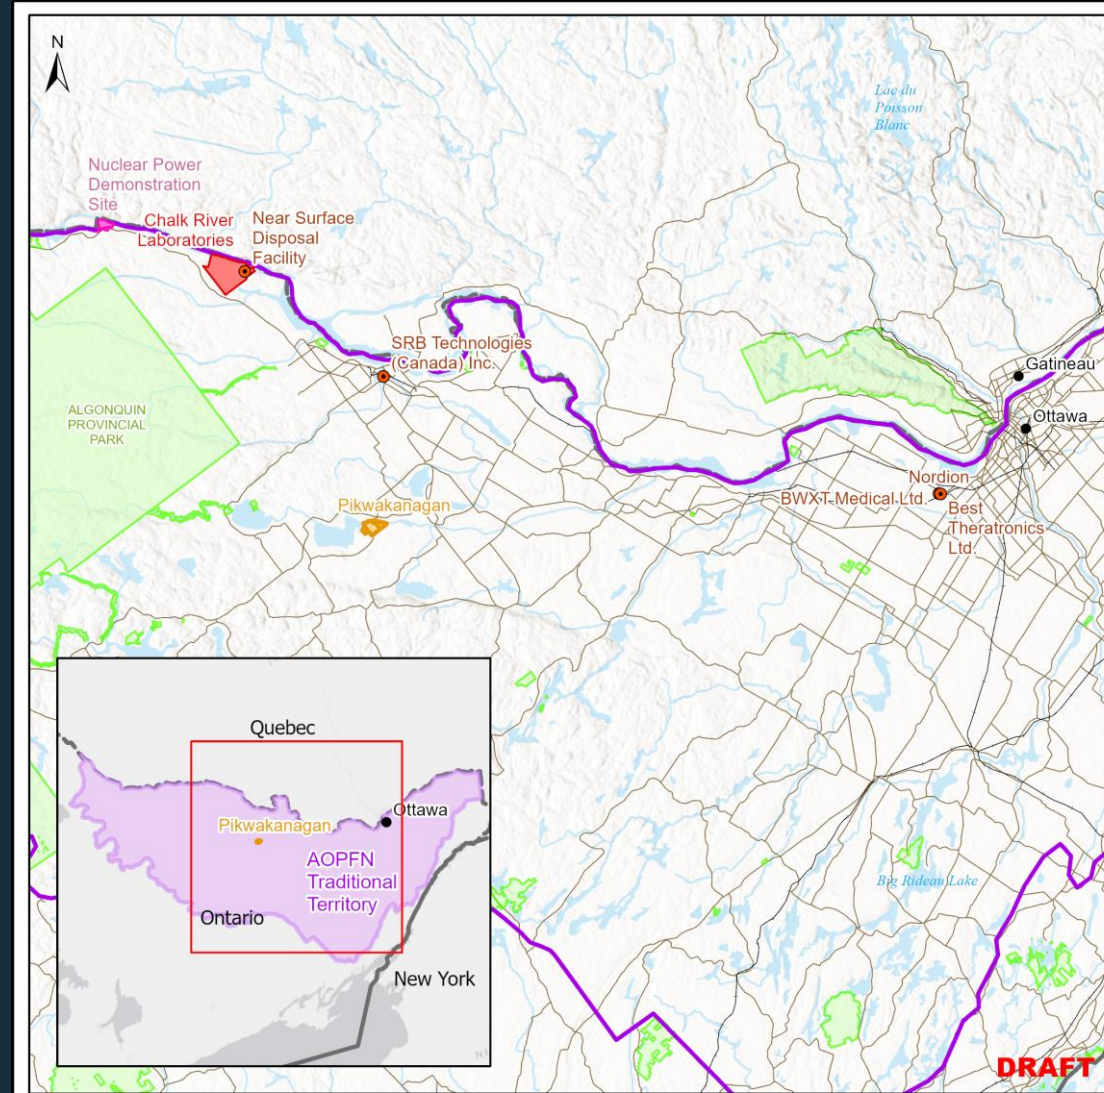 N
Lac du
Poisson
Blanc
Nuclear Power
Demonstration
Site
Chalk River
Laboratories
Near Surface
Disposal
Facility
SRB Technologies
(Canada) Inc.
Gatineau
Ottawa
ALGONQUIN
PROVINCIAL
PARK
Nordion
BWXT Medical Ltd.
Best
Theratronics
Ltd.
Pikwakanagan
Quebec
Ottawa
Pikwakanagan
AOPFN
Traditional
Territory
Ontario
New York
Big Rideau Lake
DRAFT